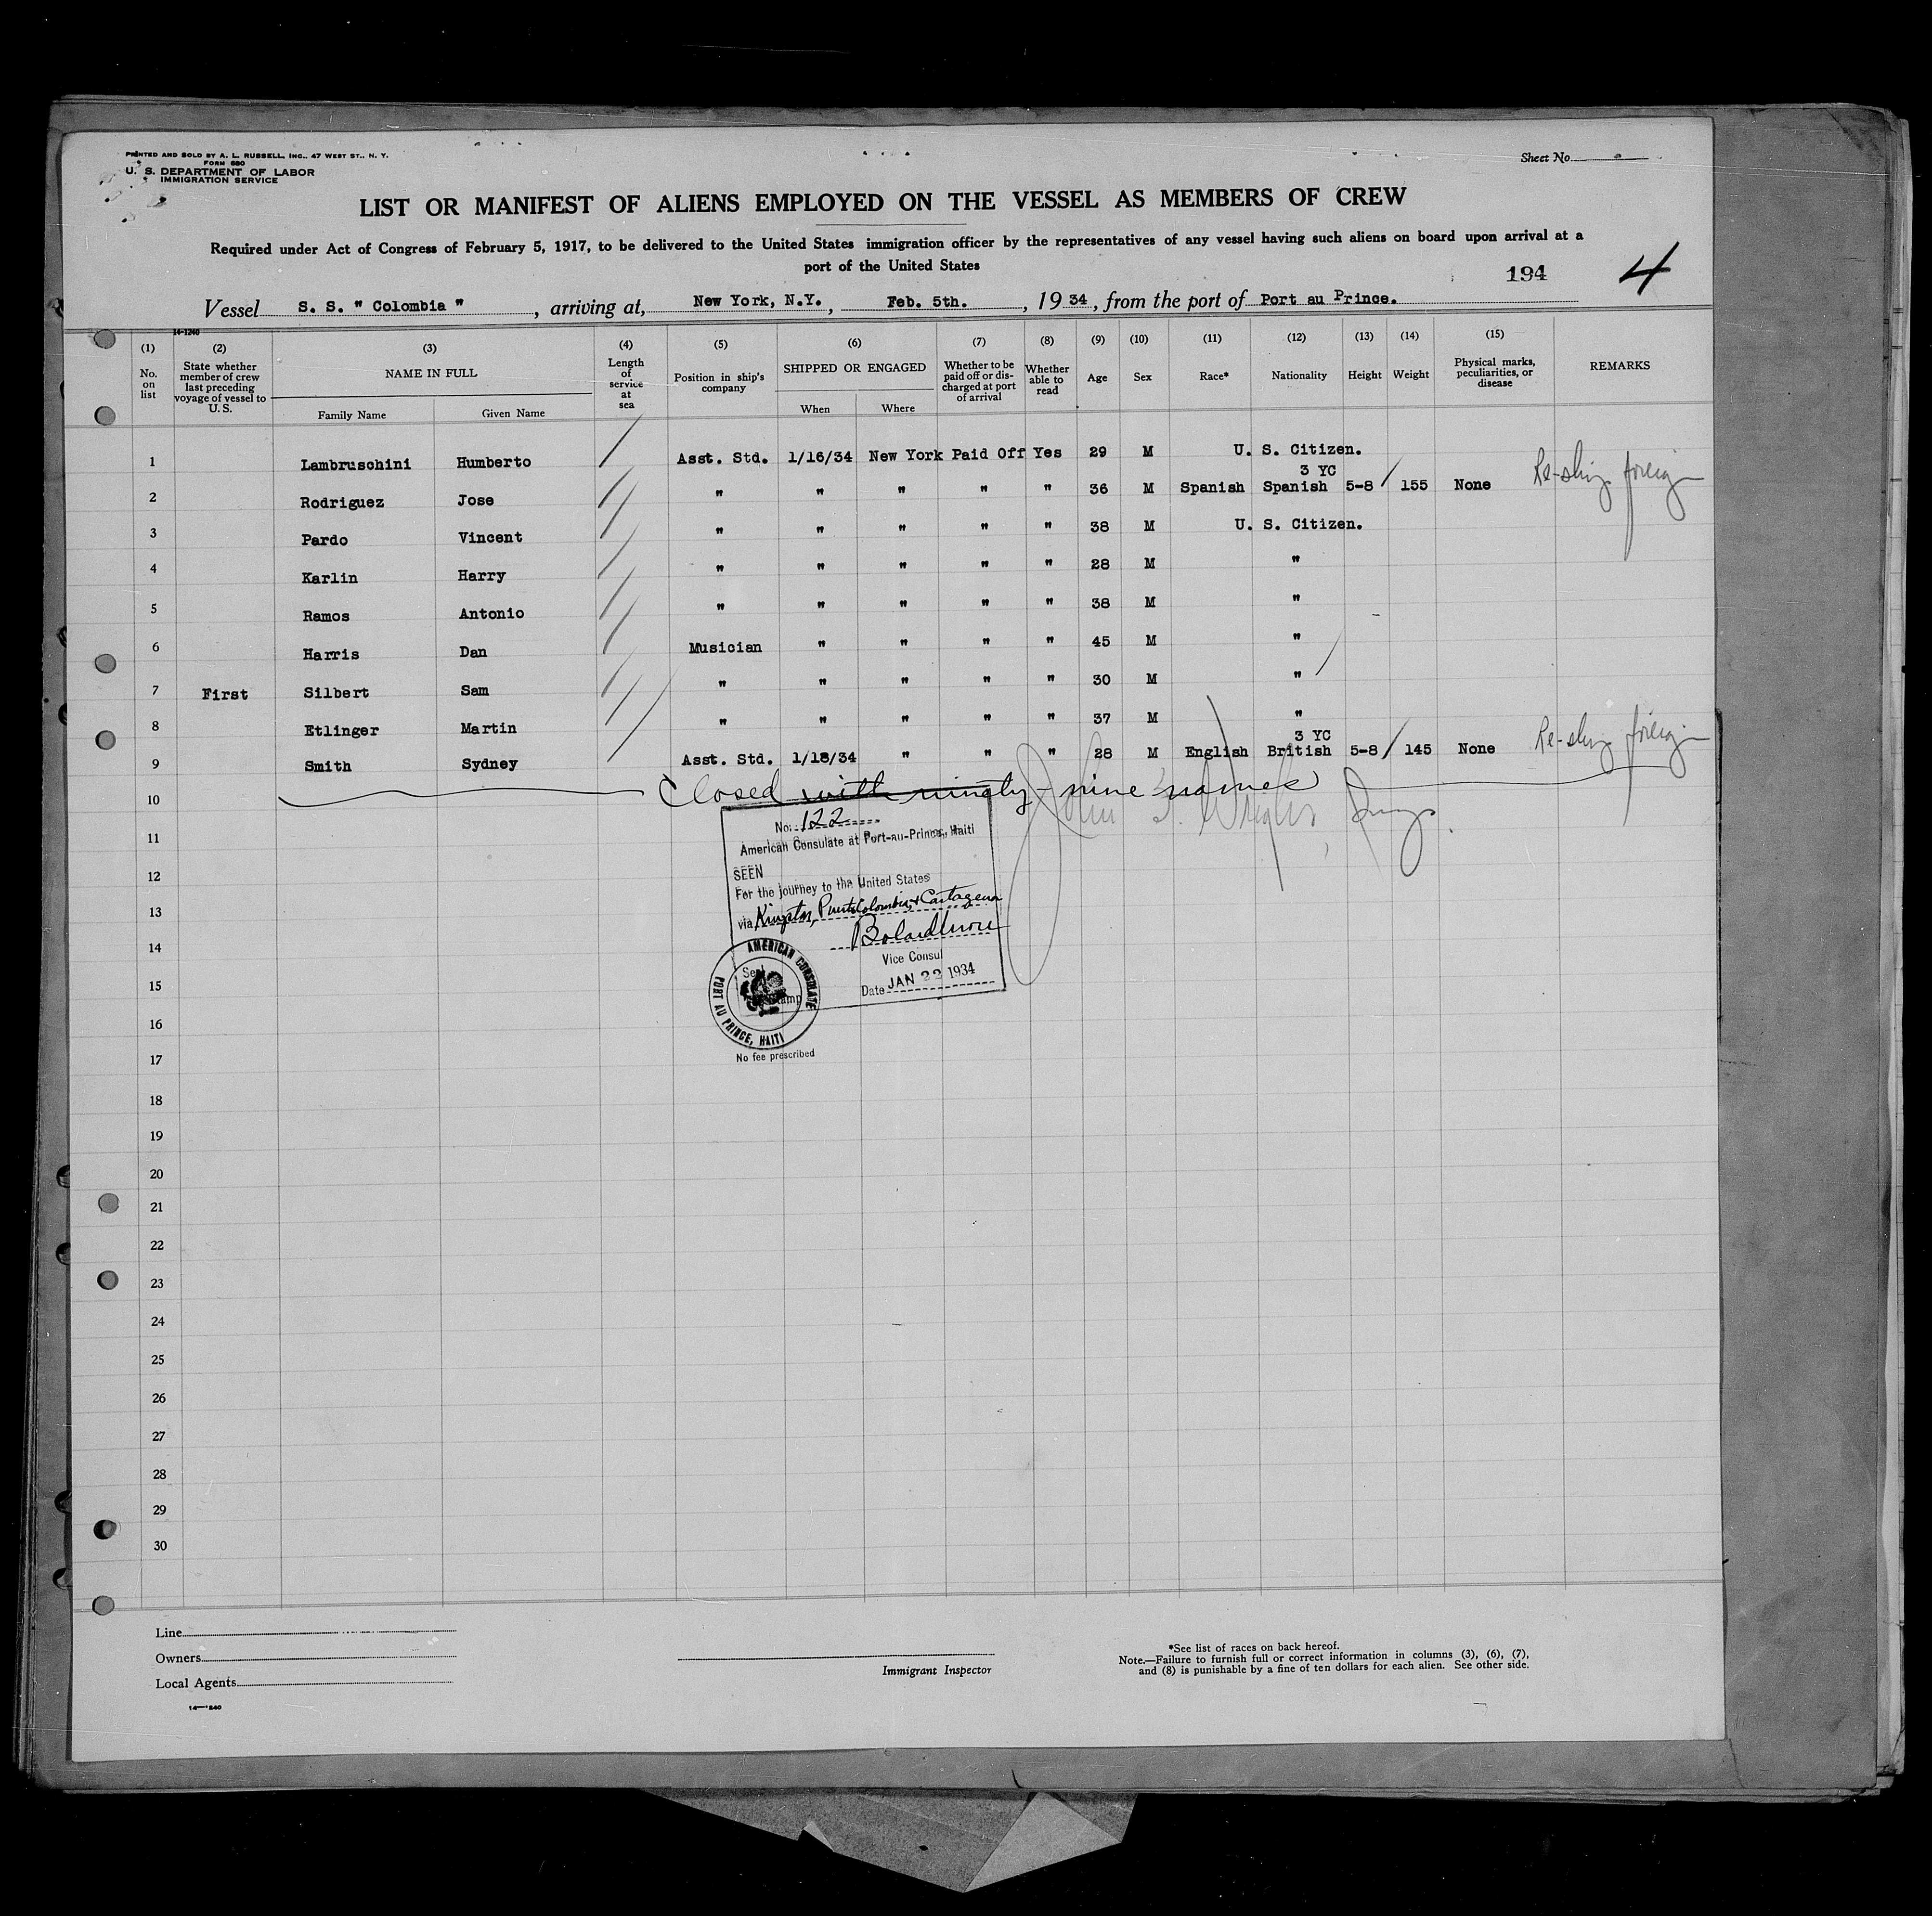 PRINTED AND SOLD BY A. L. RUSSELL, INC., 47 WEST ST., N. Y.
FORM 680
U. S. DEPARTMENT OF LABOR
IMMIGRATION SERVICE
Sheet No.
LIST OR MANIFEST OF ALIENS EMPLOYED ON THE VESSEL AS MEMBERS OF CREW
Required under Act of Congress of February 5, 1917, to be delivered to the United States immigration officer by the representatives of any vessel having such aliens on board upon arrival at a
port of the United States
194 4
Vessel S. S. " Colombia ", arriving at, New York, N.Y., Feb. 5th., 1934, from the port of Port au Prince.
14-1240
(1) (2) (3) (4) (5) (6) (7) (8) (9) (10) (11) (12) (13) (14) (15)
No. on list
State whether member of crew last preceding voyage of vessel to U. S.
NAME IN FULL
Family Name Given Name
Length of service at sea
Position in ship's company
SHIPPED OR ENGAGED
When Where
Whether to be paid off or discharged at port of arrival
Whether able to read
Age Sex Race* Nationality Height Weight
Physical marks, peculiarities, or disease
REMARKS
1 Lambruschini Humberto Asst. Std. 1/16/34 New York Paid Off Yes 29 M U. S. Citizen.
3 YC
2 Rodriguez Jose " " " " " 36 M Spanish Spanish 5-8 155 None Re-ship foreign
3 Pardo Vincent " " " " " 38 M U. S. Citizen.
4 Karlin Harry " " " " " 28 M "
5 Ramos Antonio " " " " " 38 M "
6 Harris Dan Musician " " " " 45 M "
7 First Silbert Sam " " " " " 30 M "
8 Etlinger Martin " " " " " 37 M "
3 YC
9 Smith Sydney Asst. Std. 1/18/34 " " " 28 M English British 5-8 145 None Re-ship foreign
10 Closed with ninety-nine names
11
12
13
14
15
16
17
18
19
20
21
22
23
24
25
26
27
28
29
30
No. 122
American Consulate at Port-au-Prince, Haiti
SEEN
For the journey to the United States
via Kingston, Puerto Colombia & Cartagena
Vice Consul
Date JAN 22 1934
Seal
Stamp
AMERICAN CONSULATE
PORT AU PRINCE, HAITI
No fee prescribed
Line
Owners
Local Agents
14-1240
Immigrant Inspector
*See list of races on back hereof.
Note.—Failure to furnish full or correct information in columns (3), (6), (7),
and (8) is punishable by a fine of ten dollars for each alien. See other side.